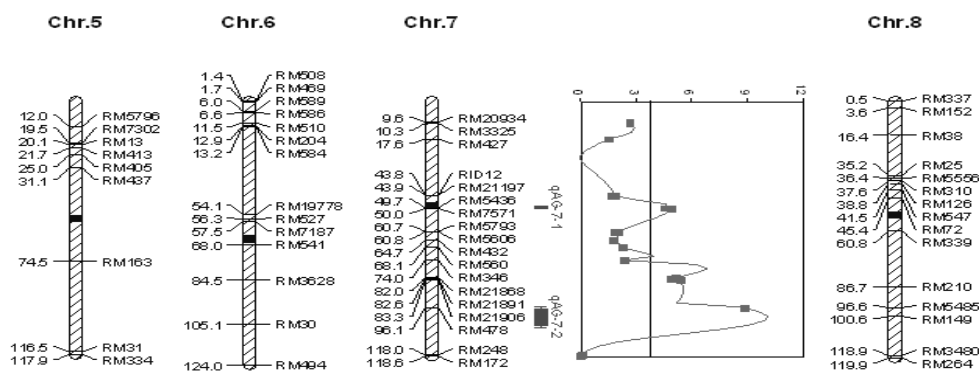 Chr.5
12.0 RM5796
19.5 RM7302
20.1 RM13
21.7 RM413
25.0 RM405
31.1 RM437
74.5 RM163
116.5 RM31
117.9 RM334
Chr.6
1.4 RM508
1.7 RM469
6.0 RM589
6.6 RM586
11.5 RM510
12.9 RM204
13.2 RM584
54.1 RM19778
56.3 RM527
57.5 RM7187
68.0 RM541
84.5 RM3628
105.1 RM30
124.0 RM494
Chr.7
9.6 RM20934
10.3 RM3325
17.6 RM427
43.8 RID12
43.9 RM21197
49.7 RM5436
50.0 RM7571
60.7 RM5793
60.8 RM5606
64.7 RM432
68.1 RM560
74.0 RM346
82.0 RM21868
82.6 RM21891
83.3 RM21906
96.1 RM478
118.0 RM248
118.6 RM172
qAG-7-1
qAG-7-2
0 3 6 9 12
Chr.8
0.5 RM337
3.6 RM152
16.4 RM38
35.2 RM25
36.4 RM5556
37.6 RM310
38.8 RM126
41.5 RM547
45.4 RM72
60.8 RM339
86.7 RM210
96.6 RM5485
100.6 RM149
118.9 RM3480
119.9 RM264